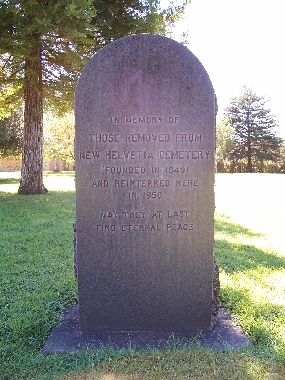 IN MEMORY OF
THOSE REMOVED FROM
NEW HELVETIA CEMETERY
(FOUNDED IN 1849)
AND REINTERRED HERE
IN 1956
MAY THEY AT LAST
FIND ETERNAL PEACE